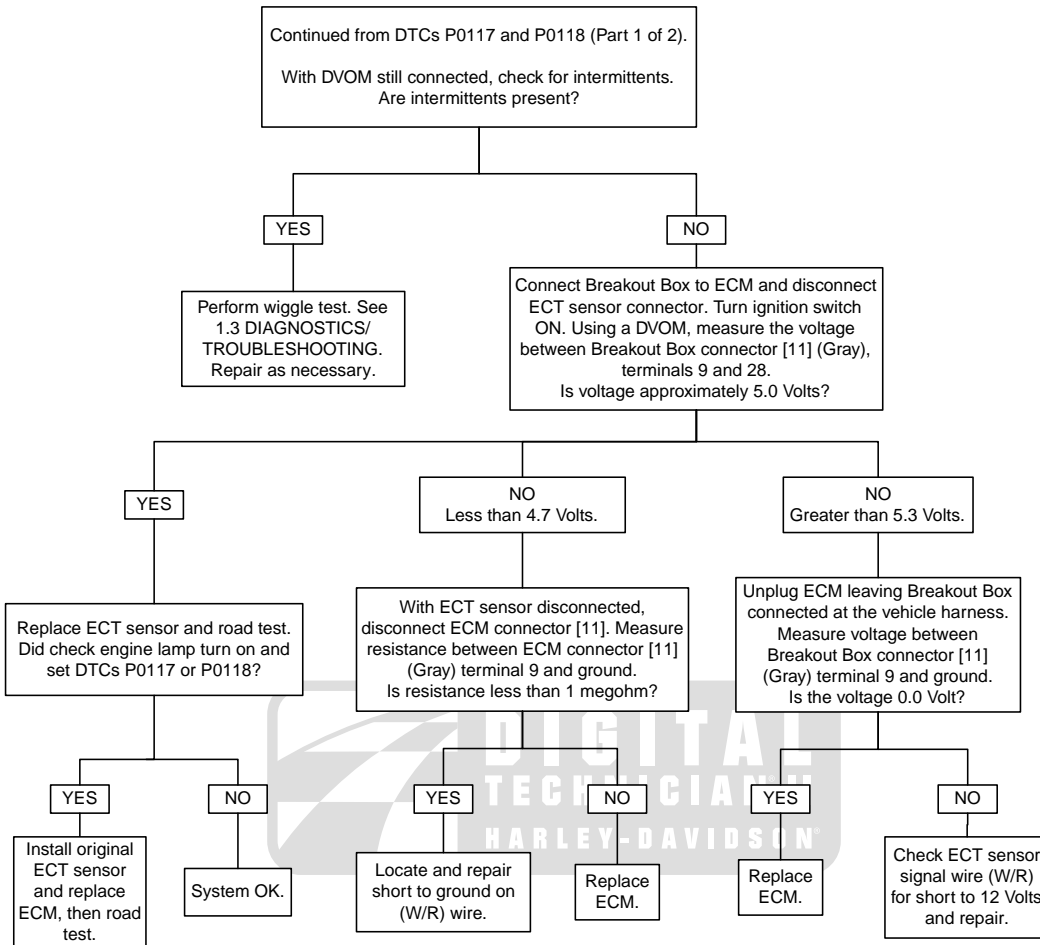 Continued from DTCs P0117 and P0118 (Part 1 of 2).
With DVOM still connected, check for intermittents.
Are intermittents present?
YES
NO
Perform wiggle test. See
1.3 DIAGNOSTICS/
TROUBLESHOOTING.
Repair as necessary.
Connect Breakout Box to ECM and disconnect
ECT sensor connector. Turn ignition switch
ON. Using a DVOM, measure the voltage
between Breakout Box connector [11] (Gray),
terminals 9 and 28.
Is voltage approximately 5.0 Volts?
YES
NO
Less than 4.7 Volts.
NO
Greater than 5.3 Volts.
Replace ECT sensor and road test.
Did check engine lamp turn on and
set DTCs P0117 or P0118?
With ECT sensor disconnected,
disconnect ECM connector [11]. Measure
resistance between ECM connector [11]
(Gray) terminal 9 and ground.
Is resistance less than 1 megohm?
Unplug ECM leaving Breakout Box
connected at the vehicle harness.
Measure voltage between
Breakout Box connector [11]
(Gray) terminal 9 and ground.
Is the voltage 0.0 Volt?
DIGITAL
TECHNICIAN II
HARLEY-DAVIDSON®
YES
NO
YES
NO
YES
NO
Install original
ECT sensor
and replace
ECM, then road
test.
System OK.
Locate and repair
short to ground on
(W/R) wire.
Replace
ECM.
Replace
ECM.
Check ECT sensor
signal wire (W/R)
for short to 12 Volts
and repair.